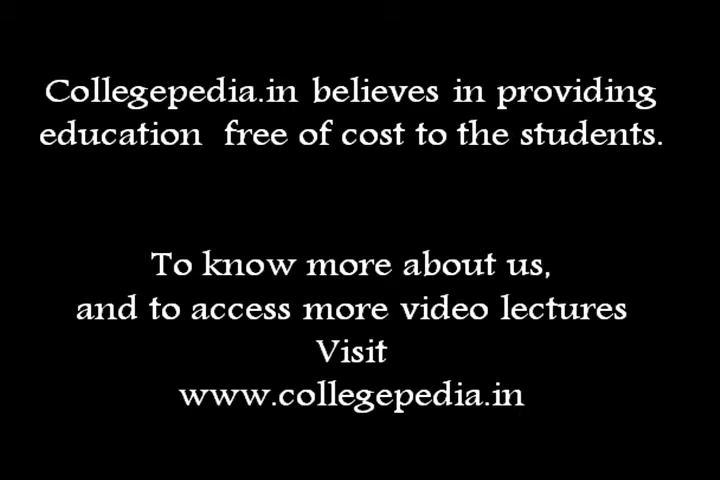 Collegepedia.in believes in providing
education  free of cost to the students.
To know more about us,
and to access more video lectures
Visit
www.collegepedia.in